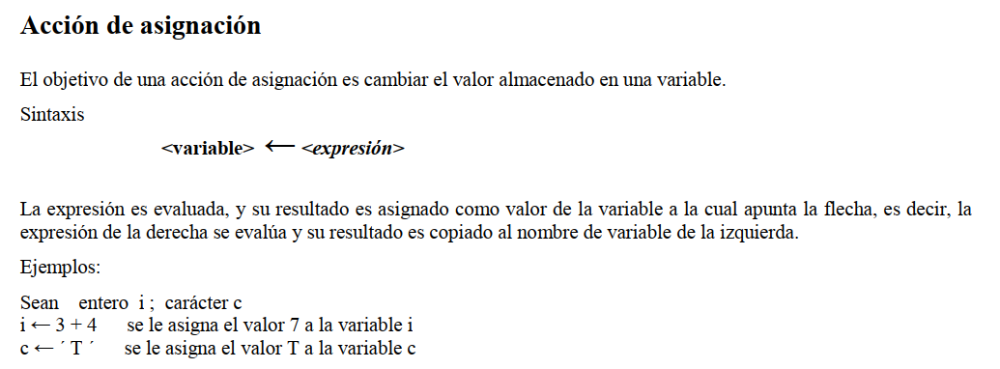 Acción de asignación
El objetivo de una acción de asignación es cambiar el valor almacenado en una variable.
Sintaxis
<variable> ← <expresión>
La expresión es evaluada, y su resultado es asignado como valor de la variable a la cual apunta la flecha, es decir, la
expresión de la derecha se evalúa y su resultado es copiado al nombre de variable de la izquierda.
Ejemplos:
Sean entero i ; carácter c
i ← 3 + 4 se le asigna el valor 7 a la variable i
c ← ´ T ´ se le asigna el valor T a la variable c